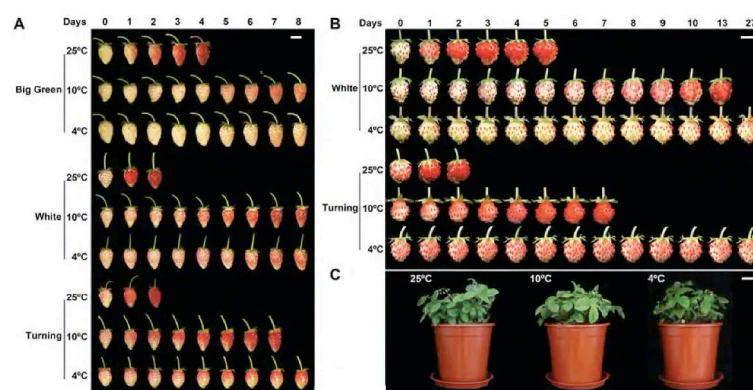 A
Days 0 1 2 3 4 5 6 7 8
25ºC
Big Green 10ºC
4ºC
25ºC
White 10ºC
4ºC
25ºC
Turning 10ºC
4ºC
B
Days 0 1 2 3 4 5 6 7 8 9 10 13 27
25ºC
White 10ºC
4ºC
25ºC
Turning 10ºC
4ºC
C
25ºC 10ºC 4ºC